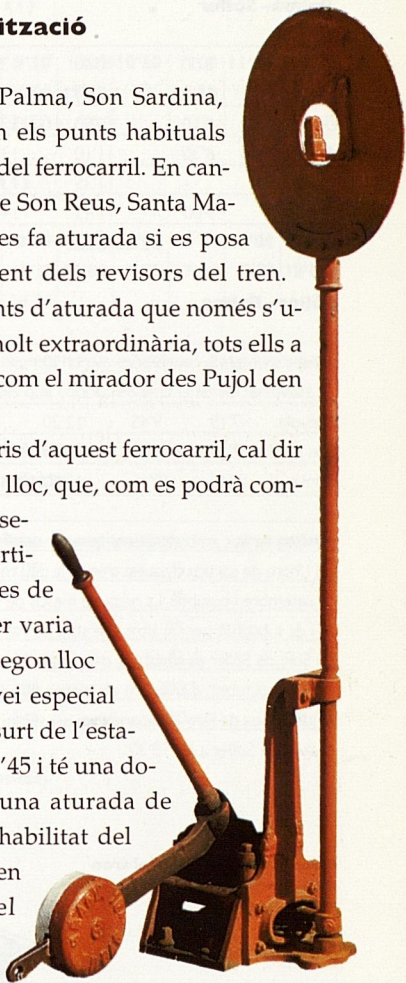 ització
Palma, Son Sardina,
n els punts habituals
del ferrocarril. En can-
e Son Reus, Santa Ma-
es fa aturada si es posa
ent dels revisors del tren.
nts d'aturada que només s'u-
nolt extraordinària, tots ells a
com el mirador des Pujol den
ris d'aquest ferrocarril, cal dir
lloc, que, com es podrà com-
se-
rti-
es de
er varia
egon lloc
vei especial
surt de l'esta-
'45 i té una do-
una aturada de
habilitat del
en
el